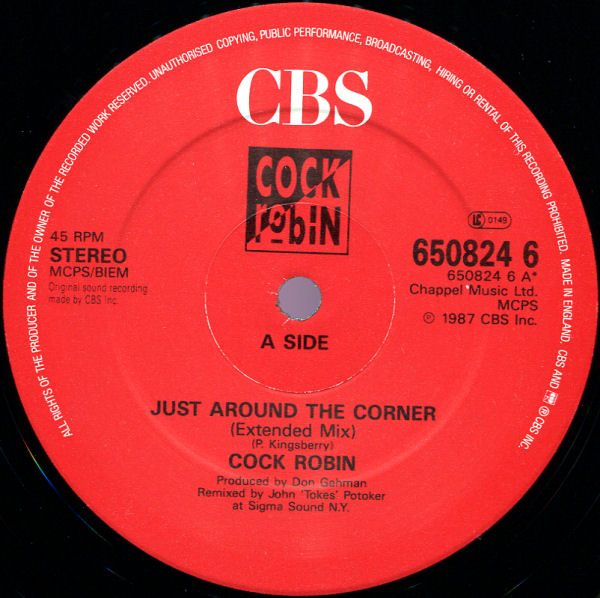 ALL RIGHTS OF THE PRODUCER AND OF THE OWNER OF THE RECORDED WORK RESERVED. UNAUTHORISED COPYING, PUBLIC PERFORMANCE, BROADCASTING, HIRING OR RENTAL OF THIS RECORDING PROHIBITED. MADE IN ENGLAND. CBS AND ® CBS INC.
CBS
COCK
robiN
45 RPM
STEREO
MCPS/BIEM
Original sound recording
made by CBS Inc.
LC 0149
650824 6
650824 6 A*
Chappel Music Ltd.
MCPS
℗ 1987 CBS Inc.
A SIDE
JUST AROUND THE CORNER
(Extended Mix)
(P. Kingsberry)
COCK ROBIN
Produced by Don Gehman
Remixed by John 'Tokes' Potoker
at Sigma Sound N.Y.